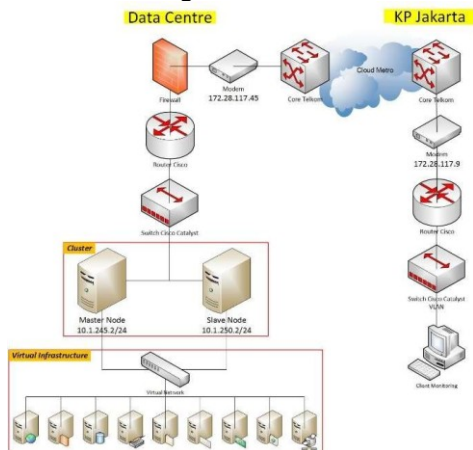 Data Centre
KP Jakarta
Firewall
Modem
172.28.117.45
Core Telkom
Cloud Metro
Core Telkom
Modem
172.28.117.9
Router Cisco
Router Cisco
Switch Cisco Catalyst
Switch Cisco Catalyst
VLAN
Cluster
Master Node
10.1.245.2/24
Slave Node
10.1.250.2/24
Client Monitoring
Virtual Infrastructure
Virtual Network